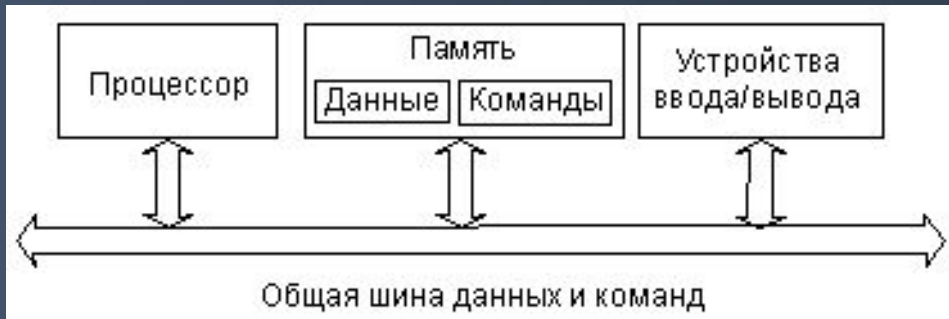 Процессор
Память
Данные
Команды
Устройства
ввода/вывода
Общая шина данных и команд